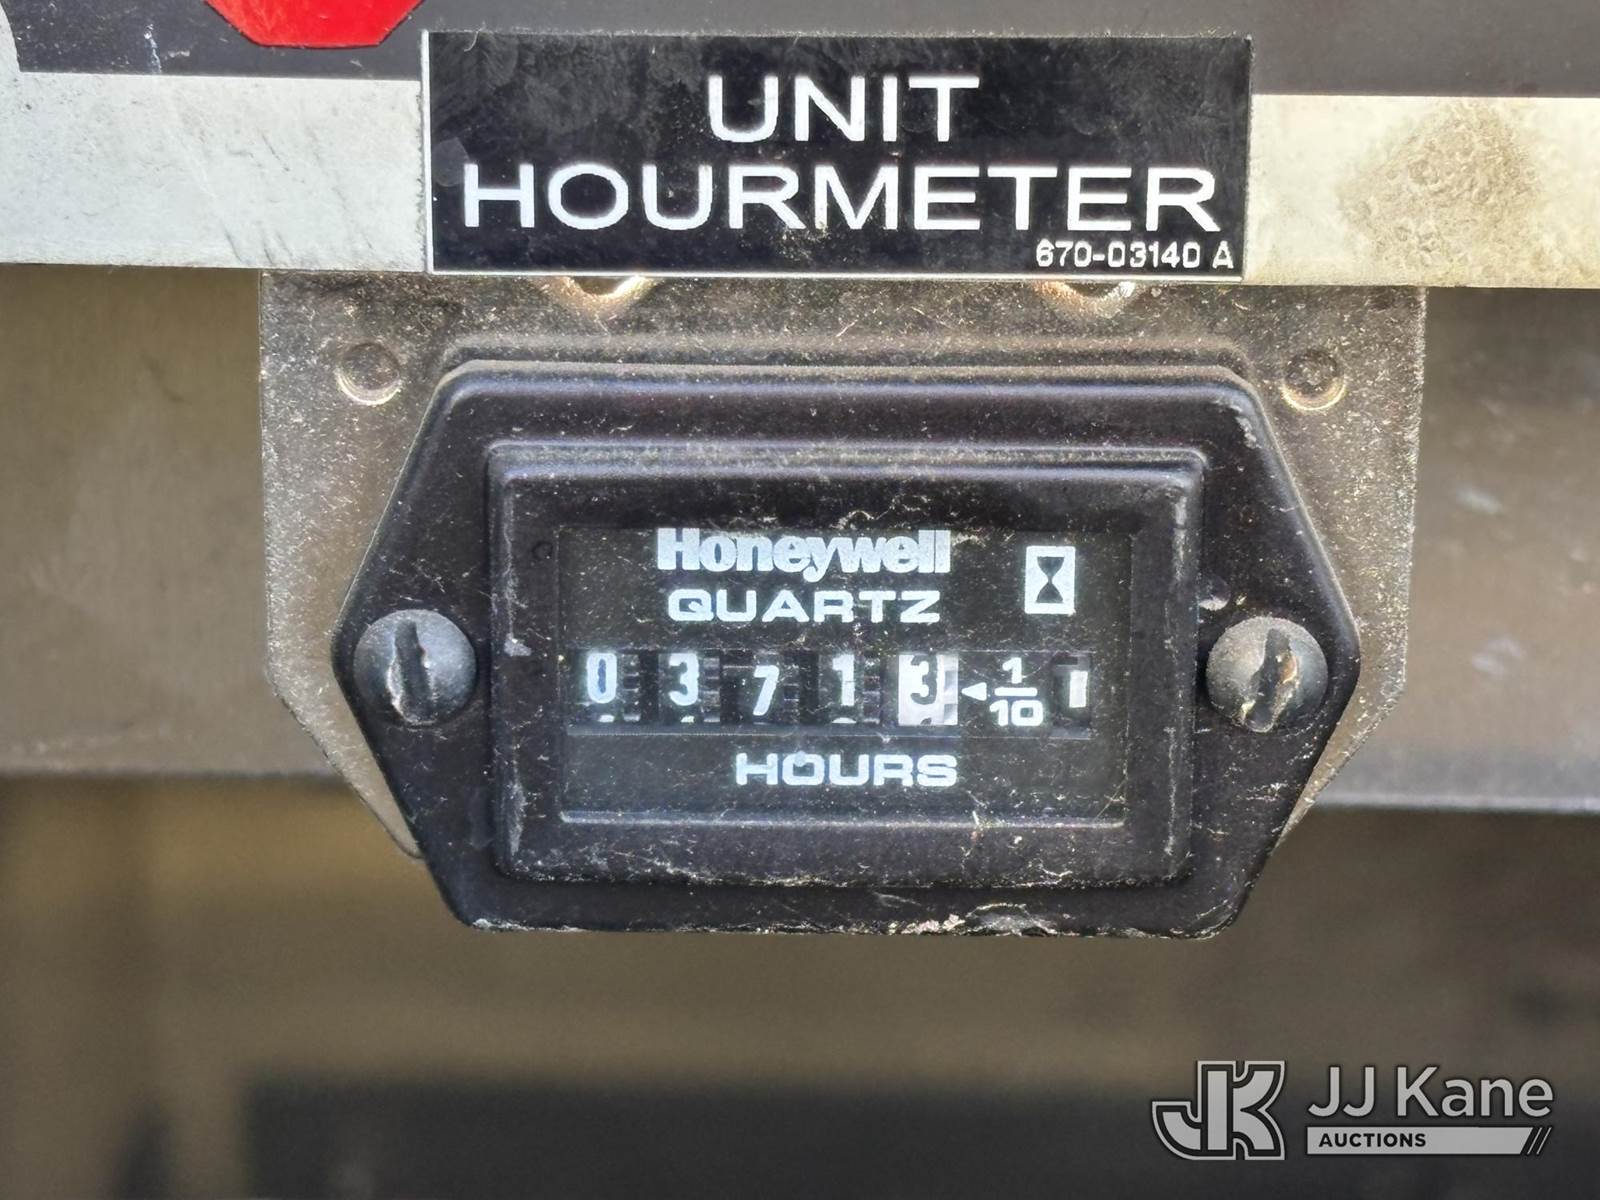 UNIT
HOURMETER
670-03140 A
Honeywell
QUARTZ
0 3 7 1 3 1/10
HOURS
JJ Kane
AUCTIONS